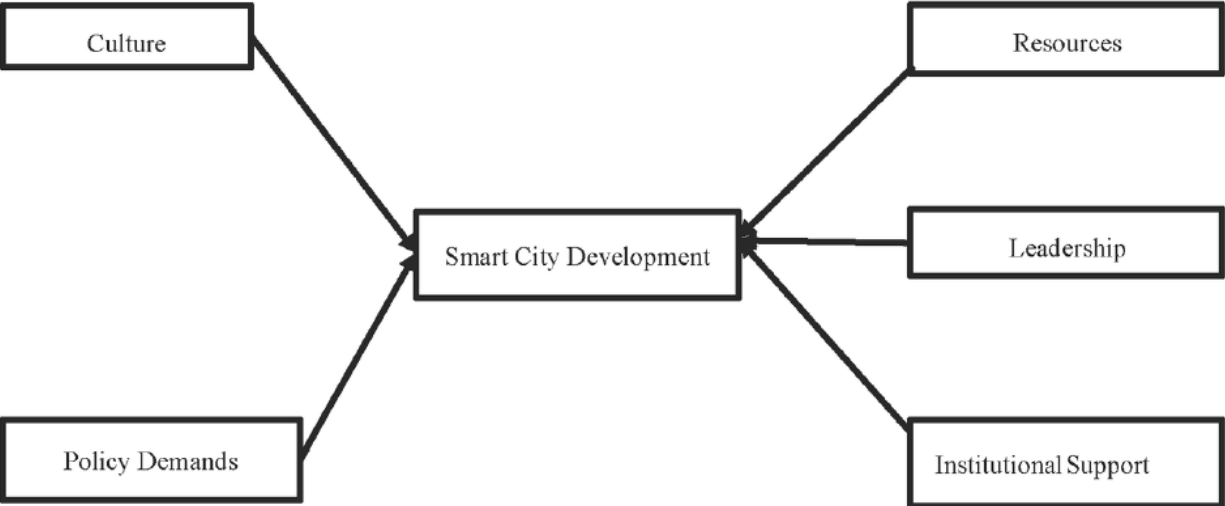 Culture
Resources
Smart City Development
Leadership
Policy Demands
Institutional Support